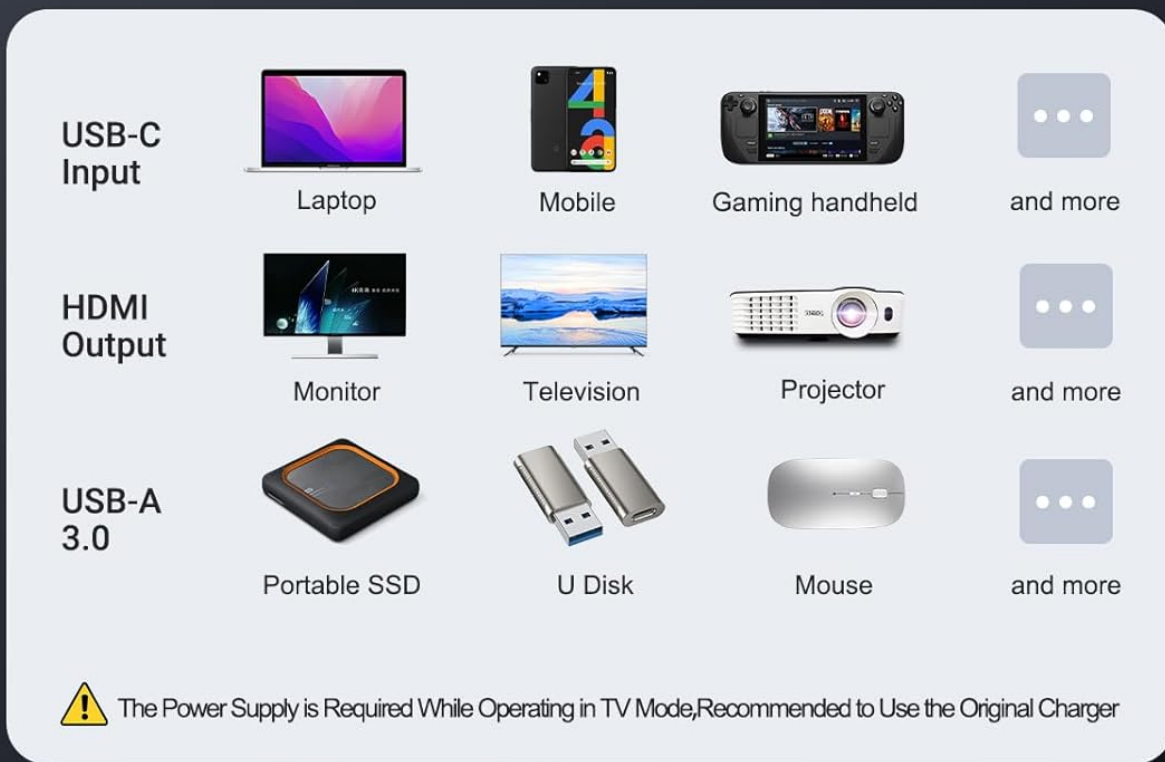 USB-C
Input
Laptop
Mobile
Gaming handheld
and more
HDMI
Output
Monitor
Television
Projector
and more
USB-A
3.0
Portable SSD
U Disk
Mouse
and more
The Power Supply is Required While Operating in TV Mode,Recommended to Use the Original Charger